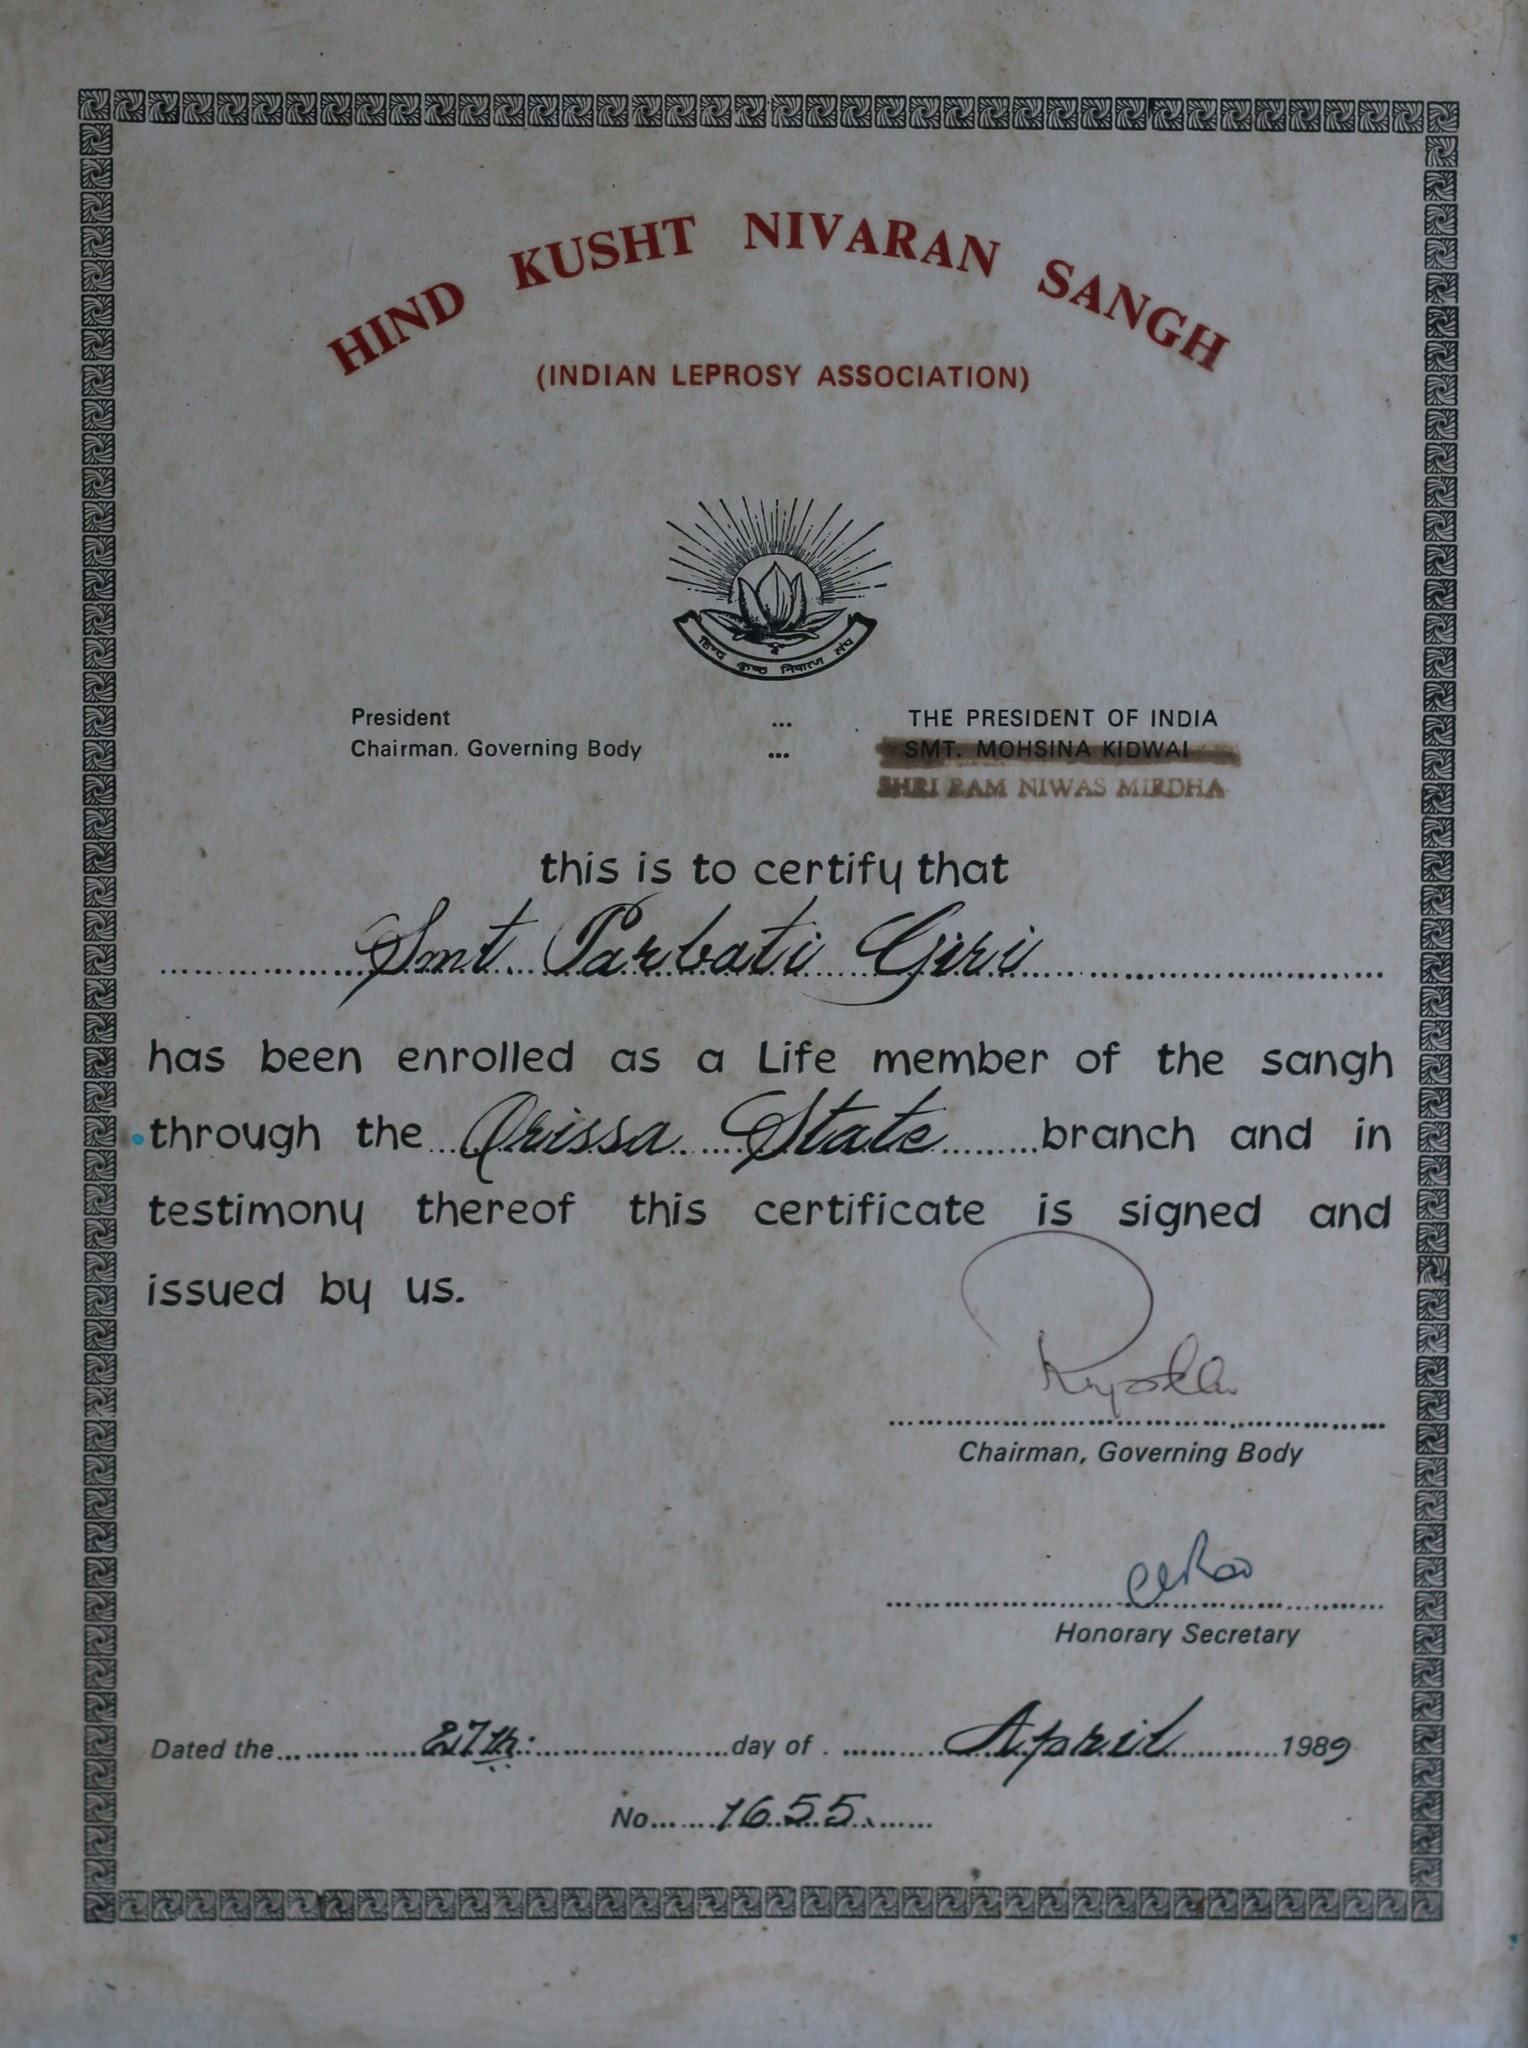 HIND KUSHT NIVARAN SANGH
(INDIAN LEPROSY ASSOCIATION)
हिन्द कुष्ठ निवारण संघ
President ... THE PRESIDENT OF INDIA
Chairman, Governing Body ... SMT. MOHSINA KIDWAI
SHRI RAM NIWAS MIRDHA
this is to certify that
Smt Parbati Giri
has been enrolled as a Life member of the sangh
through the Orissa State branch and in
testimony thereof this certificate is signed and
issued by us.
Chairman, Governing Body
Honorary Secretary
Dated the 27th. day of April 1989
No 1655